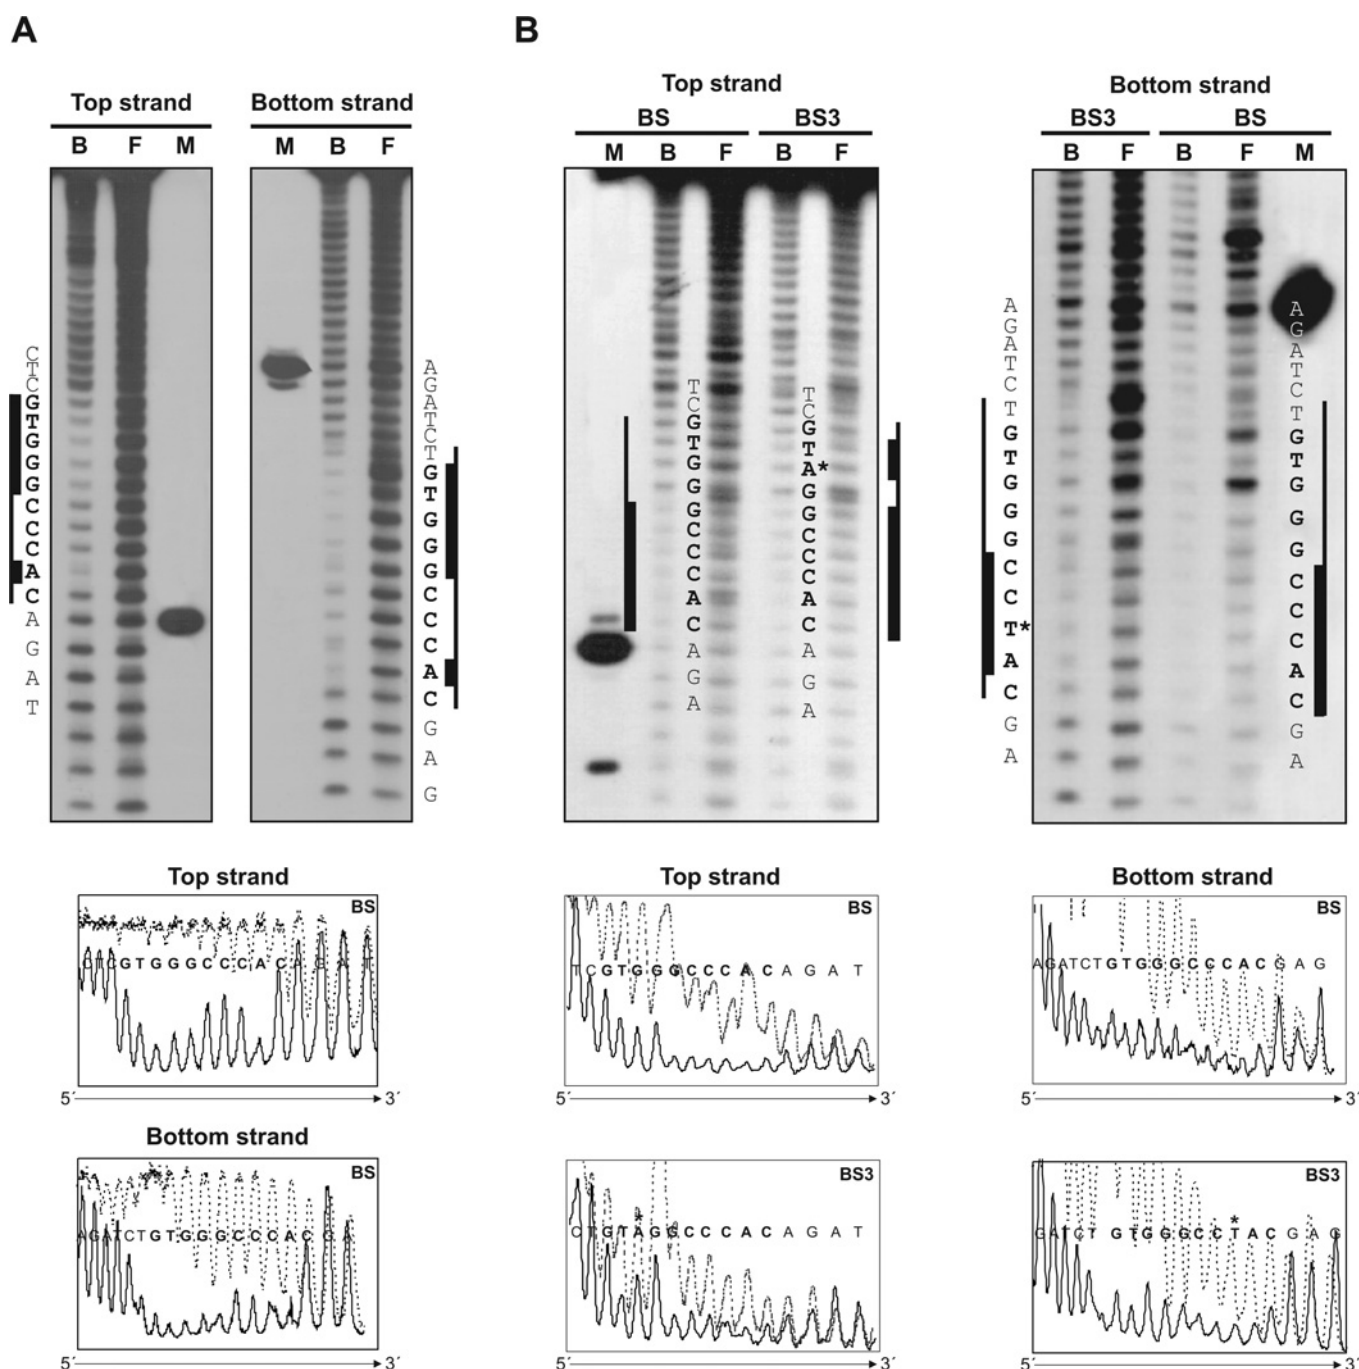 A
B
Top strand
Bottom strand
B F M
M B F
Top strand
BS BS3
M B F B F
Bottom strand
BS3 BS
B F B F M
C
T
C
G
T
G
G
G
C
C
C
A
C
A
G
A
T
A
G
A
T
C
T
G
T
G
G
G
C
C
C
A
C
G
A
G
T
C
G
T
G
G
G
C
C
C
A
C
A
G
A
T
C
G
T
A*
G
G
C
C
C
A
C
A
G
A
A
G
A
T
C
T
G
T
G
G
G
C
C
T*
A
C
G
A
A
G
A
T
C
T
G
T
G
G
G
C
C
C
A
C
G
A
Top strand
BS
CTCGTGGGCCCACAGAT
5´ 3´
Bottom strand
BS
AGATCTGTGGGCCCACGA
5´ 3´
Top strand
BS
TCGTGGGCCCACAGAT
5´ 3´
BS3
*
CTGTAGGCCCACAGAT
5´ 3´
Bottom strand
BS
AGATCTGTGGGCCCACGAG
5´ 3´
BS3
*
GATCTGTGGGCCTACGAG
5´ 3´